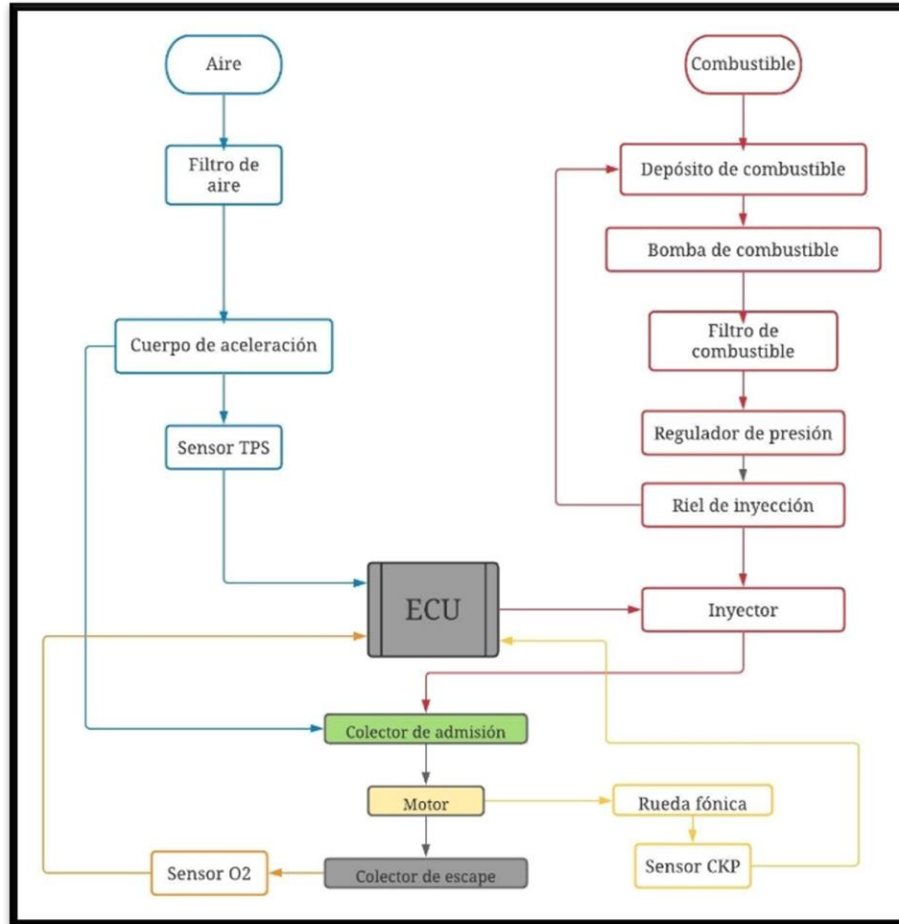 Aire
Combustible
Filtro de
aire
Depósito de combustible
Bomba de combustible
Cuerpo de aceleración
Filtro de
combustible
Sensor TPS
Regulador de presión
Riel de inyección
ECU
Inyector
Colector de admisión
Motor
Rueda fónica
Sensor O2
Colector de escape
Sensor CKP